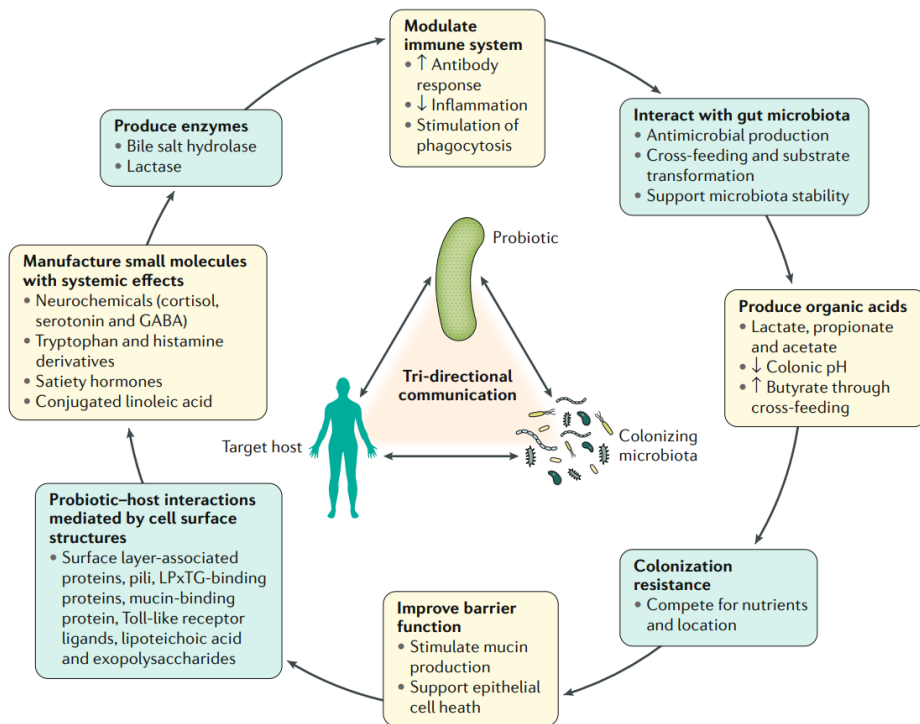 Modulate
immune system
• ↑ Antibody
response
• ↓ Inflammation
• Stimulation of
phagocytosis
Interact with gut microbiota
• Antimicrobial production
• Cross-feeding and substrate
transformation
• Support microbiota stability
Produce organic acids
• Lactate, propionate
and acetate
• ↓ Colonic pH
• ↑ Butyrate through
cross-feeding
Colonization
resistance
• Compete for nutrients
and location
Improve barrier
function
• Stimulate mucin
production
• Support epithelial
cell heath
Probiotic–host interactions
mediated by cell surface
structures
• Surface layer-associated
proteins, pili, LPxTG-binding
proteins, mucin-binding
protein, Toll-like receptor
ligands, lipoteichoic acid
and exopolysaccharides
Manufacture small molecules
with systemic effects
• Neurochemicals (cortisol,
serotonin and GABA)
• Tryptophan and histamine
derivatives
• Satiety hormones
• Conjugated linoleic acid
Produce enzymes
• Bile salt hydrolase
• Lactase
Probiotic
Tri-directional
communication
Target host
Colonizing
microbiota